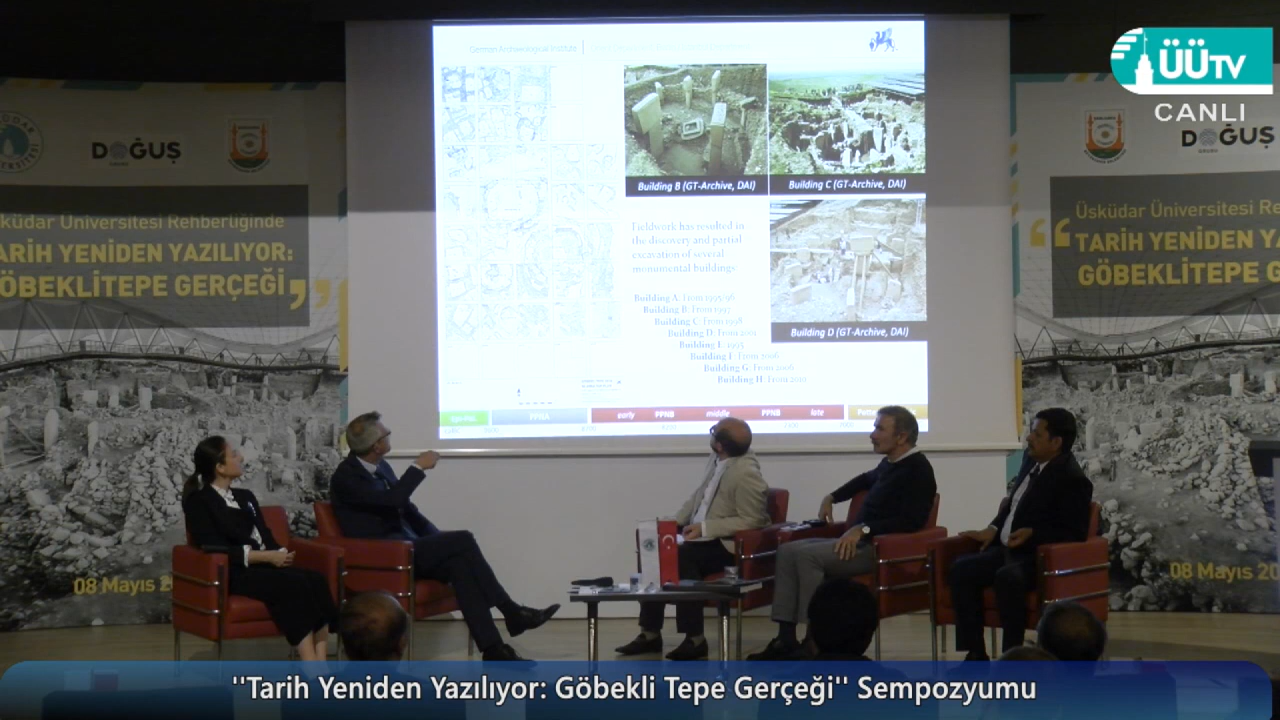 ÜÜTV
CANLI
German Archaeological Institute
Building B (GT-Archive, DAI)
Building C (GT-Archive, DAI)
Fieldwork has resulted in
the discovery and partial
excavation of several
monumental buildings:
Building A: From 1995/96
Building B: From 1997
Building C: From 1998
Building D: From 2001
Building E: 1995
Building F: From 2006
Building G: From 2006
Building H: From 2010
Building D (GT-Archive, DAI)
PPNA
early PPNB middle PPNB late
DOĞUŞ
Üsküdar Üniversitesi Rehberliğinde
TARİH YENİDEN YAZILIYOR:
GÖBEKLİTEPE GERÇEĞİ
08 Mayıs
DOĞUŞ
Üsküdar Üniversitesi
TARİH YENİDEN
GÖBEKLİTEPE
08 Mayıs
"Tarih Yeniden Yazılıyor: Göbekli Tepe Gerçeği" Sempozyumu